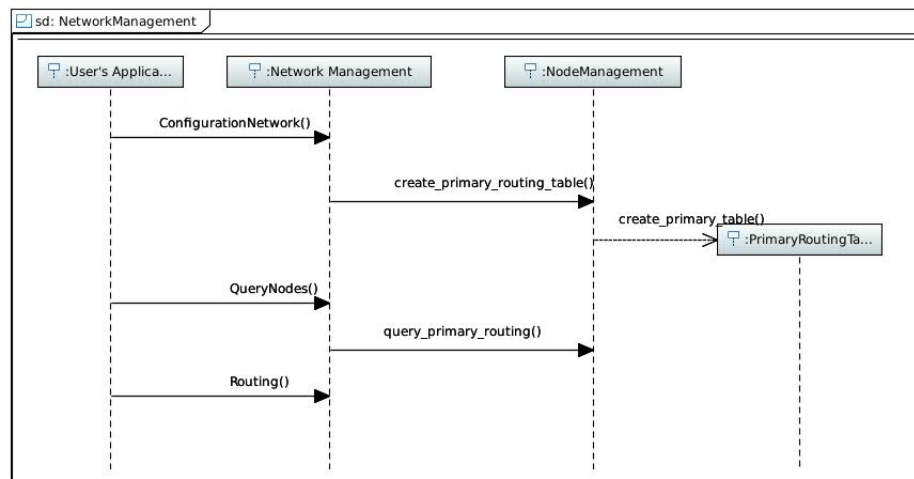 sd: NetworkManagement
:User's Applica...
:Network Management
:NodeManagement
ConfigurationNetwork()
create_primary_routing_table()
create_primary_table()
:PrimaryRoutingTa...
QueryNodes()
query_primary_routing()
Routing()